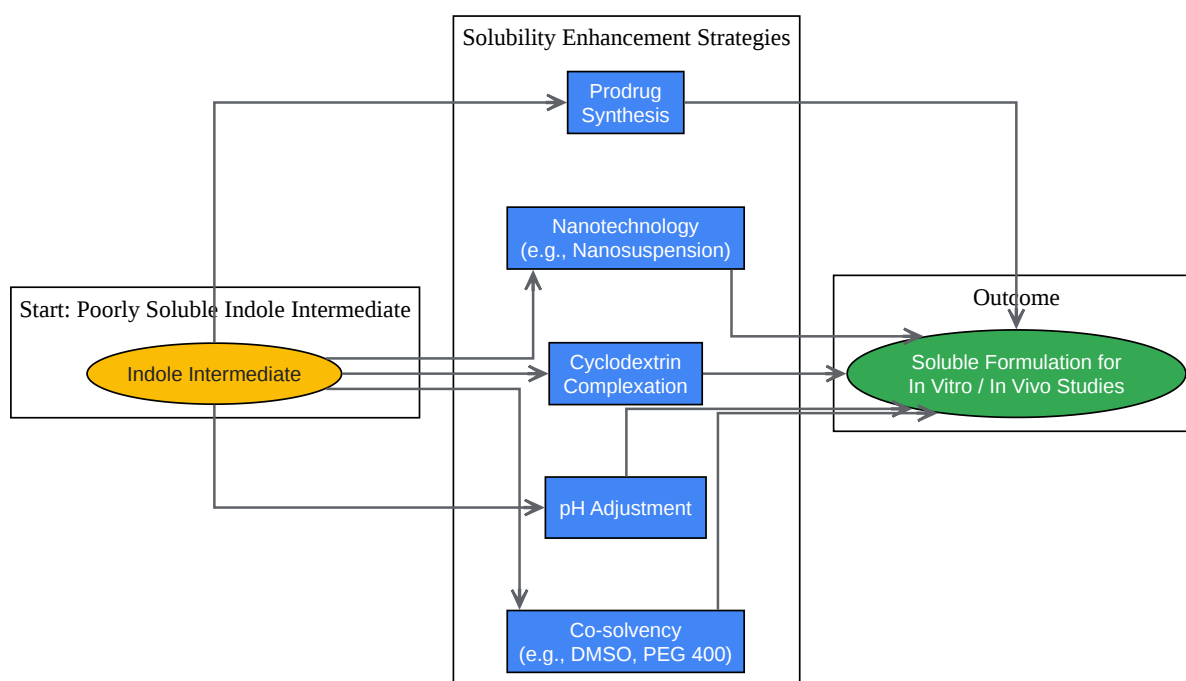 Solubility Enhancement Strategies
Prodrug
Synthesis
Nanotechnology
(e.g., Nanosuspension)
Start: Poorly Soluble Indole Intermediate
Indole Intermediate
Cyclodextrin
Complexation
pH Adjustment
Co-solvency
(e.g., DMSO, PEG 400)
Outcome
Soluble Formulation for
In Vitro / In Vivo Studies